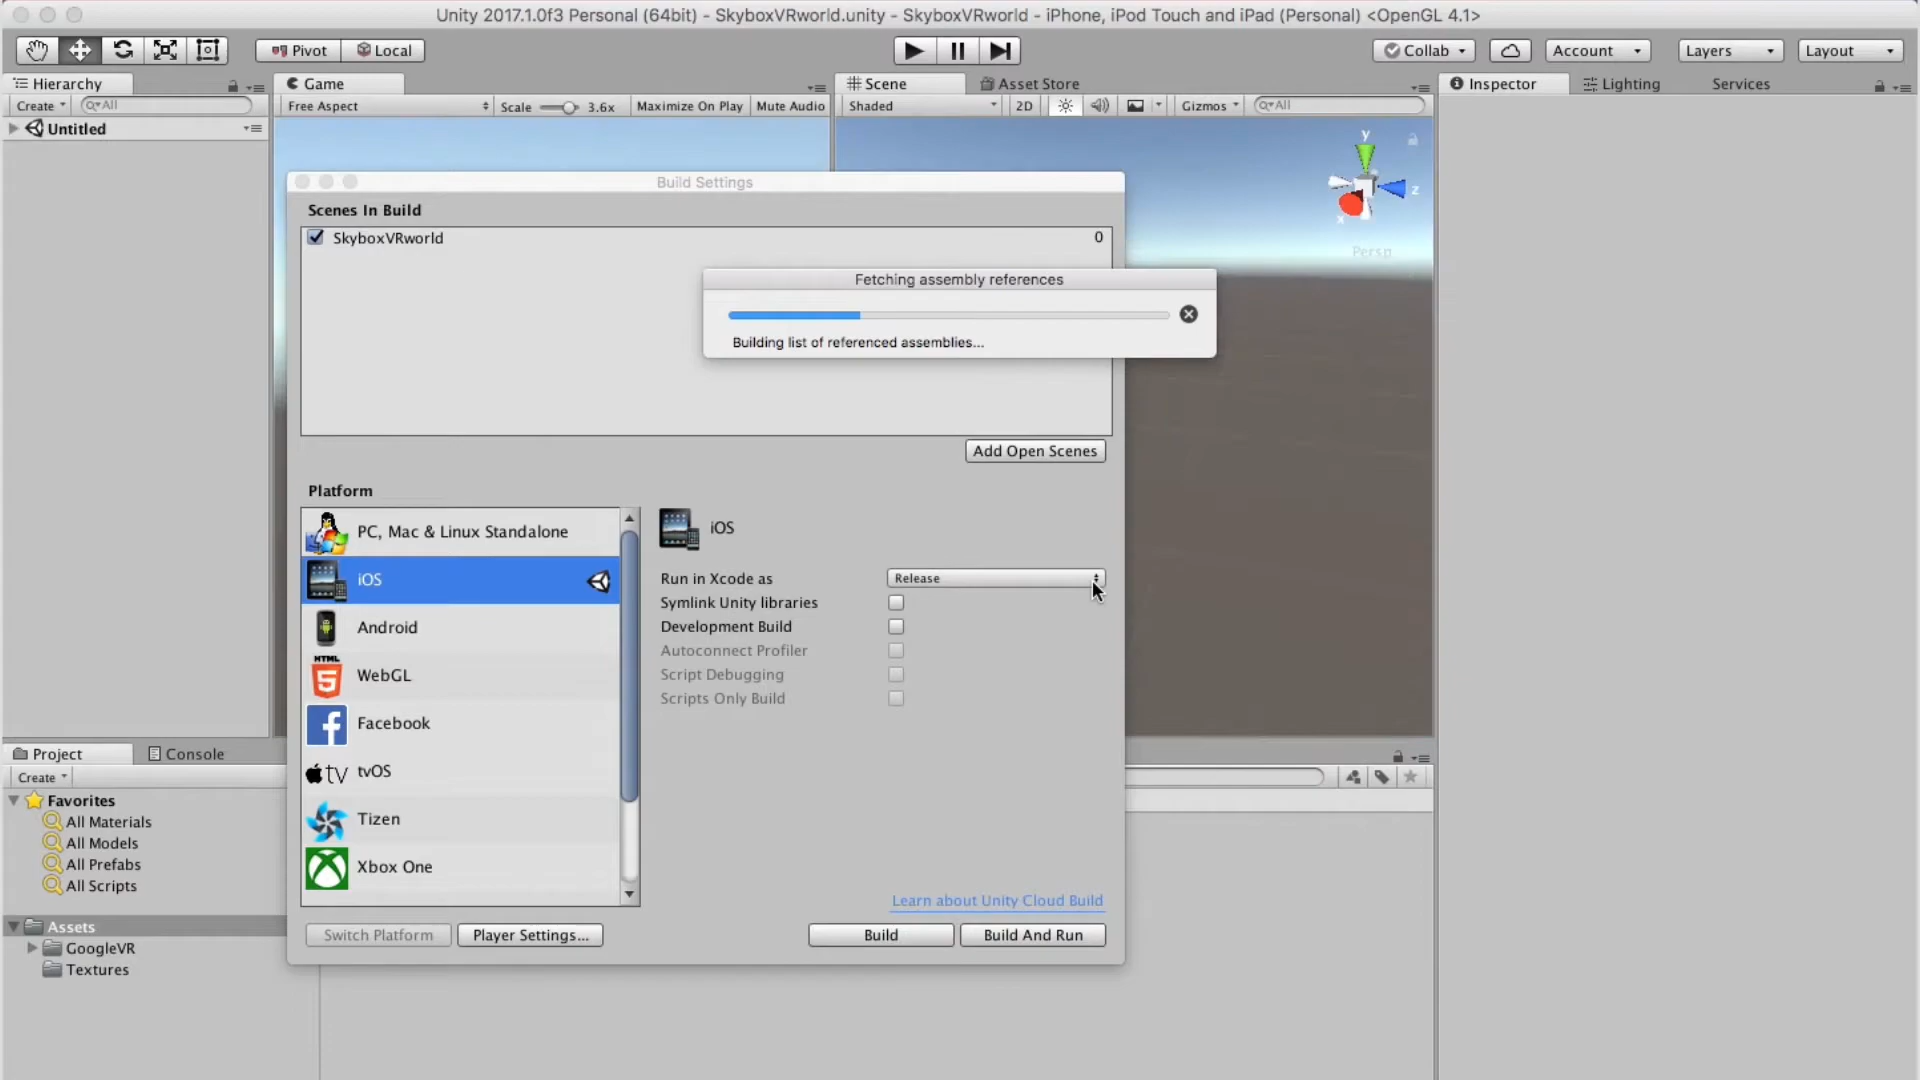 Unity 2017.1.0f3 Personal (64bit) - SkyboxVRworld.unity - SkyboxVRworld - iPhone, iPod Touch and iPad (Personal) <OpenGL 4.1>
Pivot Local Collab Account Layers Layout
Hierarchy Game Scene Asset Store Inspector Lighting Services
Create All Free Aspect Scale 3.6x Maximize On Play Mute Audio Shaded 2D Gizmos All
Untitled
y
z
x
Persp
Build Settings
Scenes In Build
SkyboxVRworld 0
Fetching assembly references
Building list of referenced assemblies...
Add Open Scenes
Platform
PC, Mac & Linux Standalone
iOS
Android
HTML
5
WebGL
Facebook
tv tvOS
Tizen
Xbox One
iOS
Run in Xcode as Release
Symlink Unity libraries
Development Build
Autoconnect Profiler
Script Debugging
Scripts Only Build
Learn about Unity Cloud Build
Switch Platform Player Settings... Build Build And Run
Project Console
Create
Favorites
All Materials
All Models
All Prefabs
All Scripts
Assets
GoogleVR
Textures